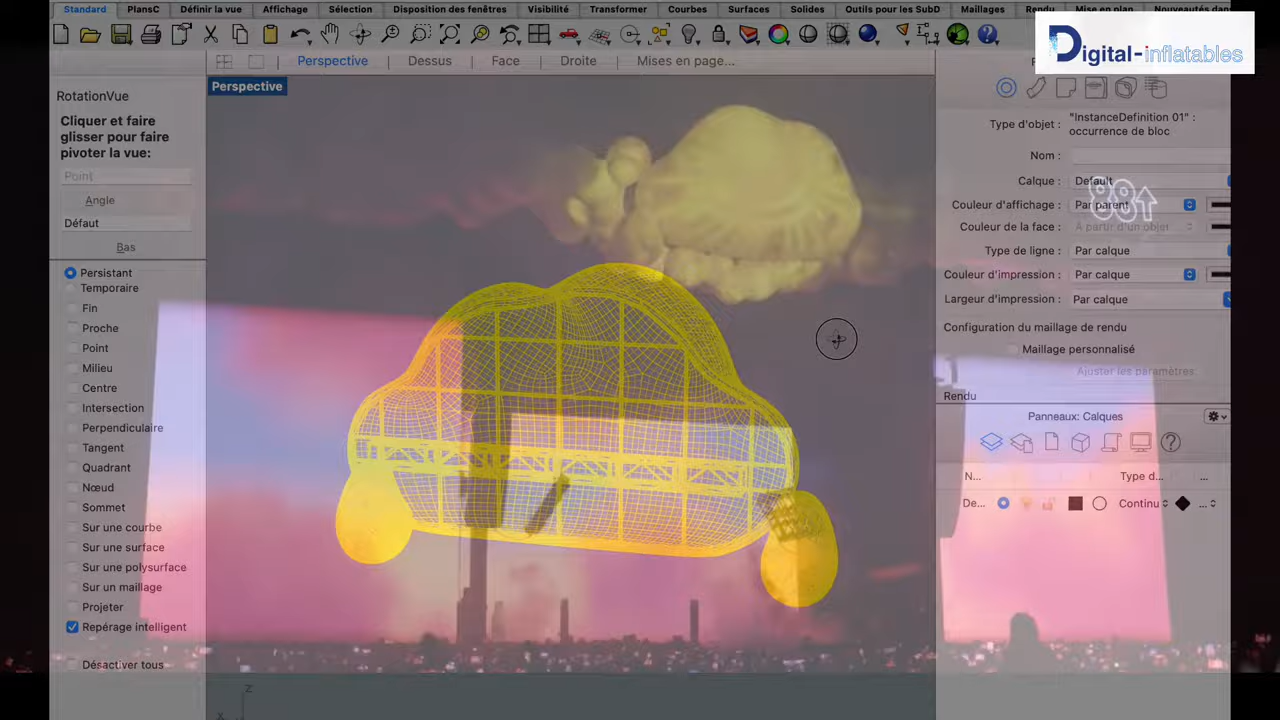 Standard PlansC Définir la vue Affichage Sélection Disposition des fenêtres Visibilité Transformer Courbes Surfaces Solides Outils pour les SubD Maillages Rendu Mise en plan Nouveautés dans
Digital-inflatables
Perspective Dessus Face Droite Mises en page...
Perspective
RotationVue
Cliquer et faire
glisser pour faire
pivoter la vue:
Point
Angle
Défaut
Bas
Persistant
Temporaire
Fin
Proche
Point
Milieu
Centre
Intersection
Perpendiculaire
Tangent
Quadrant
Nœud
Sommet
Sur une courbe
Sur une surface
Sur une polysurface
Sur un maillage
Projeter
Repérage intelligent
Désactiver tous
z
x
Type d'objet : "InstanceDefinition 01" :
occurrence de bloc
Nom :
Calque : Default
88↑
Couleur d'affichage : Par parent
Couleur de la face : À partir d'un objet
Type de ligne : Par calque
Couleur d'impression : Par calque
Largeur d'impression : Par calque
Configuration du maillage de rendu
Maillage personnalisé
Ajuster les paramètres.
Rendu
Panneaux: Calques
N... Type d... ...
De... Continu ...